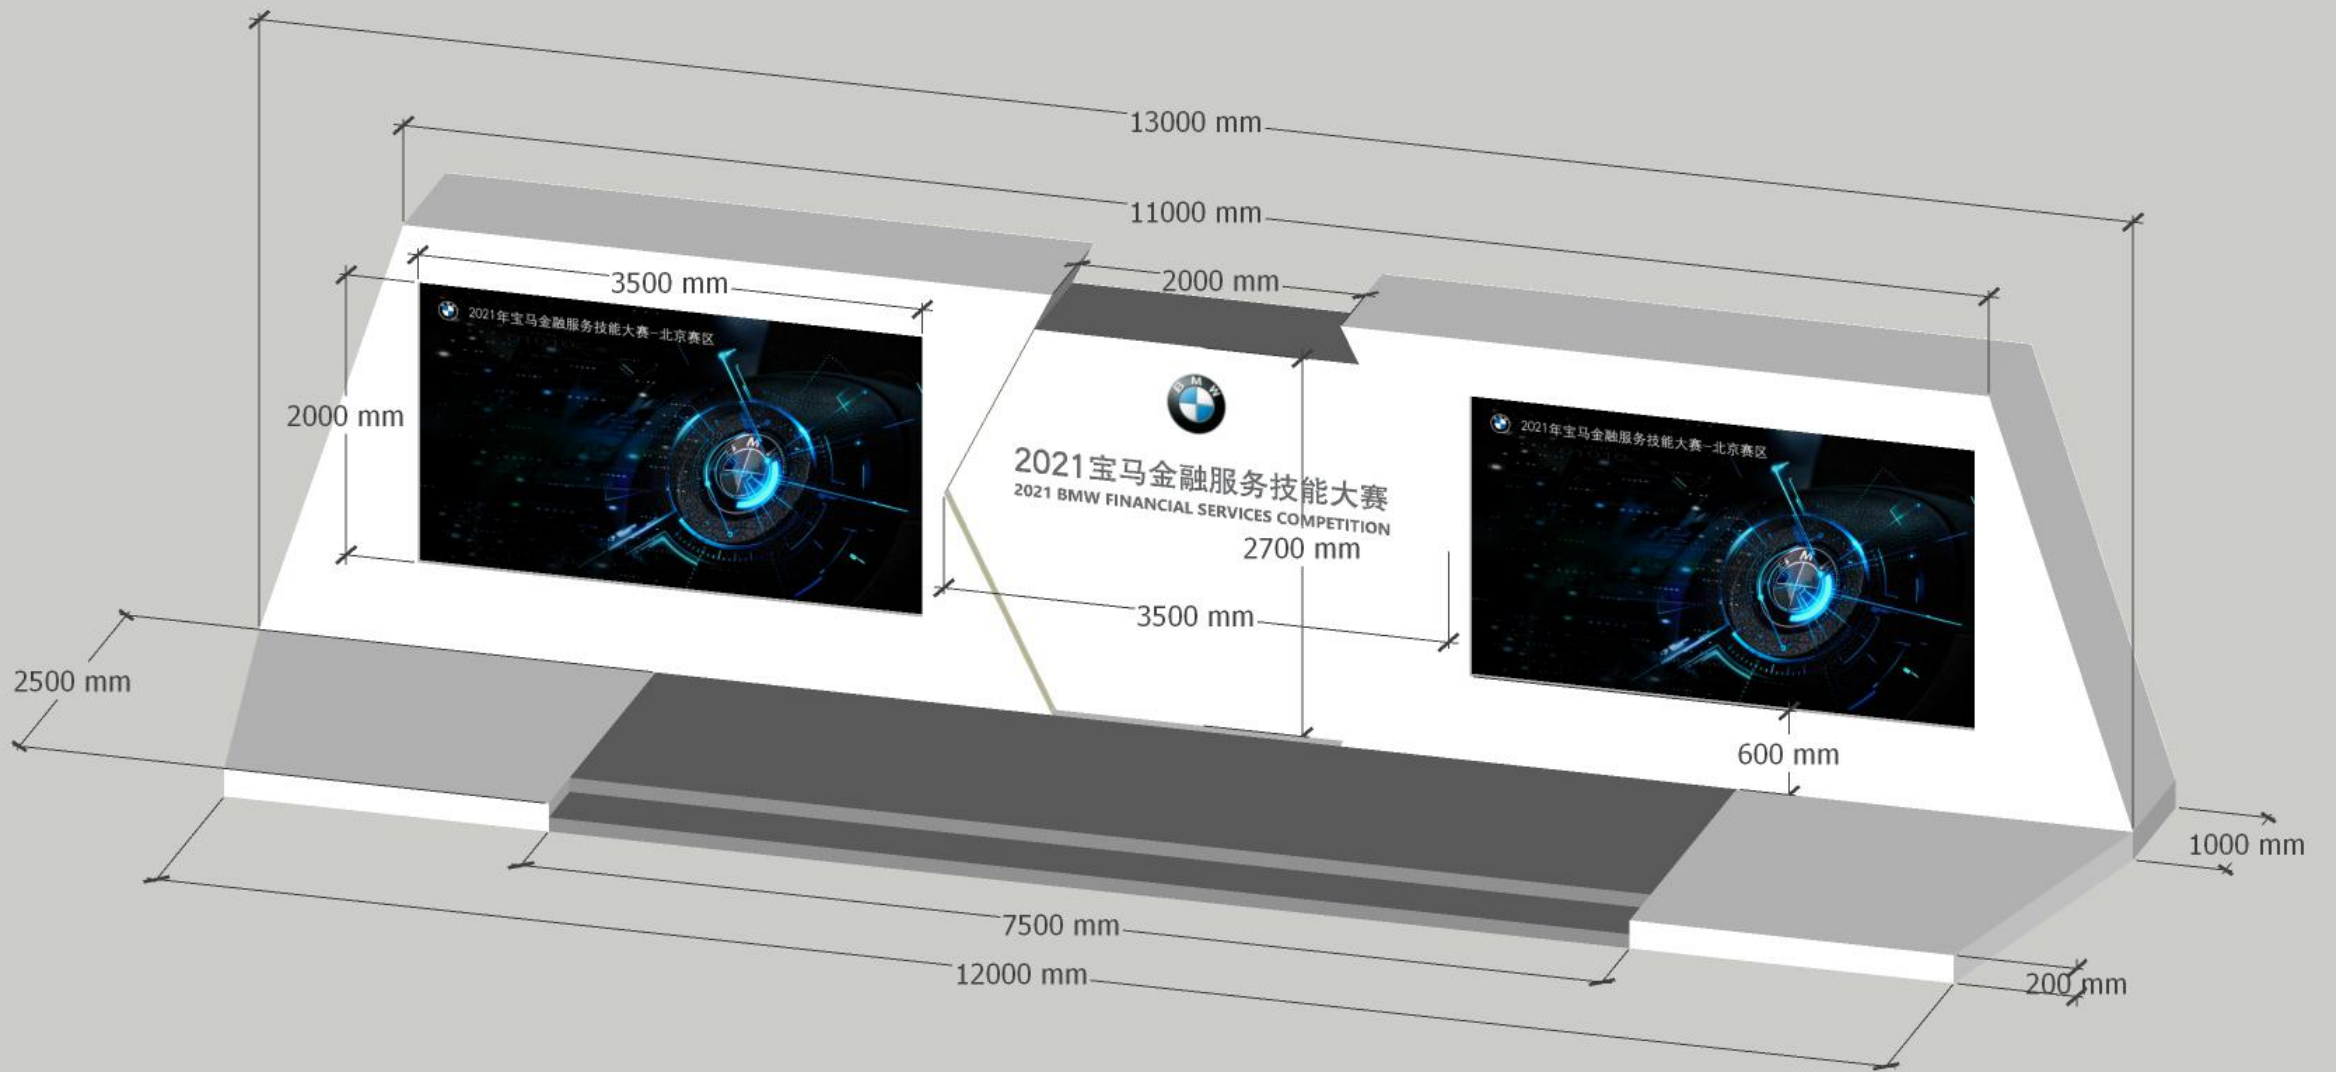 13000 mm
11000 mm
2000 mm
3500 mm
2021年宝马金融服务技能大赛-北京赛区
2000 mm
BMW
2021宝马金融服务技能大赛
2021 BMW FINANCIAL SERVICES COMPETITION
2700 mm
2021年宝马金融服务技能大赛-北京赛区
3500 mm
2500 mm
600 mm
1000 mm
7500 mm
12000 mm
200 mm